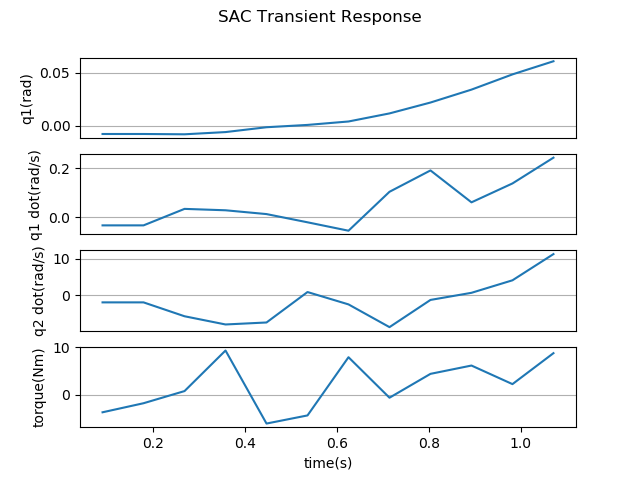 SAC Transient Response
q1(rad)
0.05
0.00
q1 dot(rad/s)
0.2
0.0
q2 dot(rad/s)
10
0
torque(Nm)
10
0
0.2 0.4 0.6 0.8 1.0
time(s)